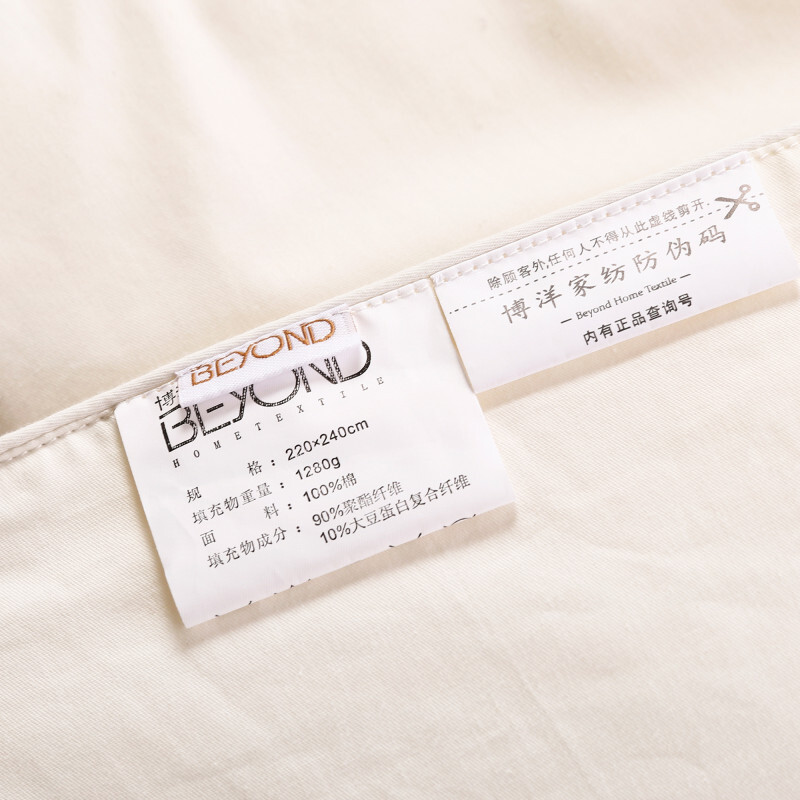 BEYOND
博
BEYOND
HOMETEXTILE
规 格：220×240cm
填充物重量：1280g
面 料：100%棉
填充物成分：90%聚酯纤维
10%大豆蛋白复合纤维
除顾客外,任何人不得从此虚线剪开.
博洋家纺防伪码
— Beyond Home Textile —
内有正品查询号